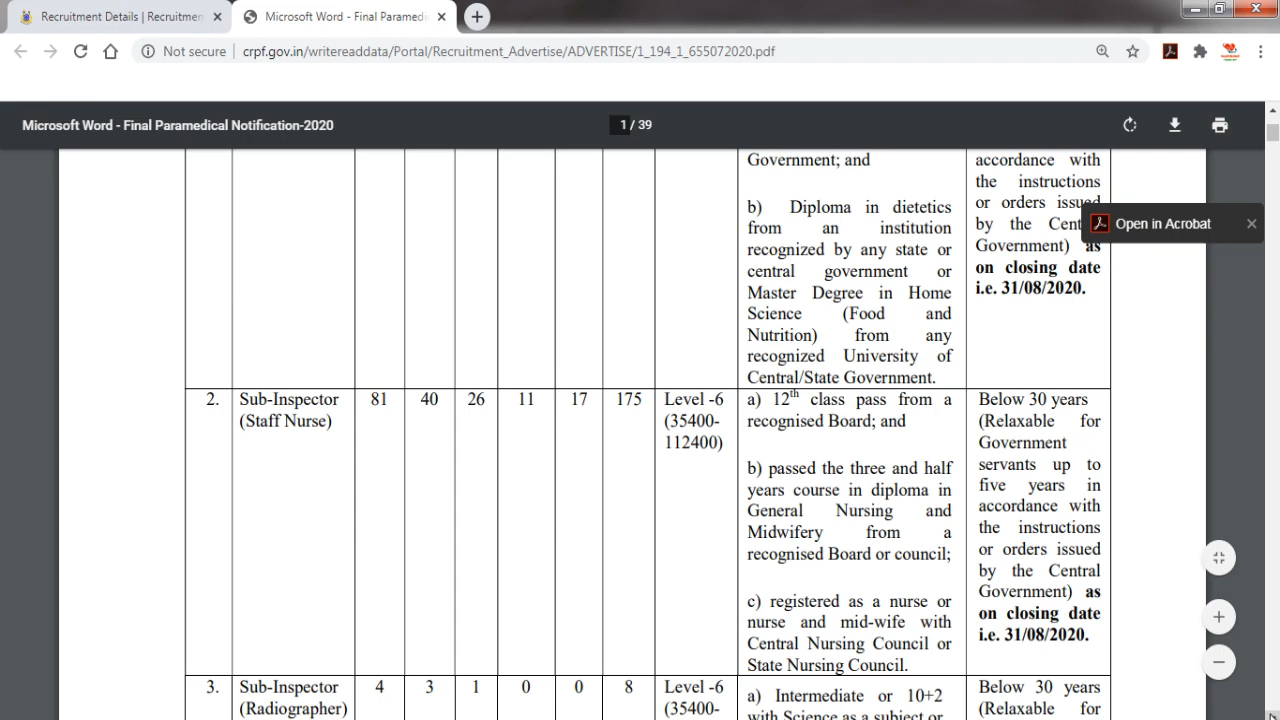 Recruitment Details | Recruitmen
Microsoft Word - Final Paramedi
Not secure
crpf.gov.in/writereaddata/Portal/Recruitment_Advertise/ADVERTISE/1_194_1_655072020.pdf
Microsoft Word - Final Paramedical Notification-2020
1 / 39
Open in Acrobat
Government; and
b) Diploma in dietetics
from an institution
recognized by any state or
central government or
Master Degree in Home
Science (Food and
Nutrition) from any
recognized University of
Central/State Government.
accordance with
the instructions
or orders issued
by the Cent
Government) as
on closing date
i.e. 31/08/2020.
2.
Sub-Inspector
(Staff Nurse)
81
40
26
11
17
175
Level -6
(35400-
112400)
a) 12th class pass from a
recognised Board; and
b) passed the three and half
years course in diploma in
General Nursing and
Midwifery from a
recognised Board or council;
c) registered as a nurse or
nurse and mid-wife with
Central Nursing Council or
State Nursing Council.
Below 30 years
(Relaxable for
Government
servants up to
five years in
accordance with
the instructions
or orders issued
by the Central
Government) as
on closing date
i.e. 31/08/2020.
3.
Sub-Inspector
(Radiographer)
4
3
1
0
0
8
Level -6
(35400-
a) Intermediate or 10+2
with Science as a subject or
Below 30 years
(Relaxable for